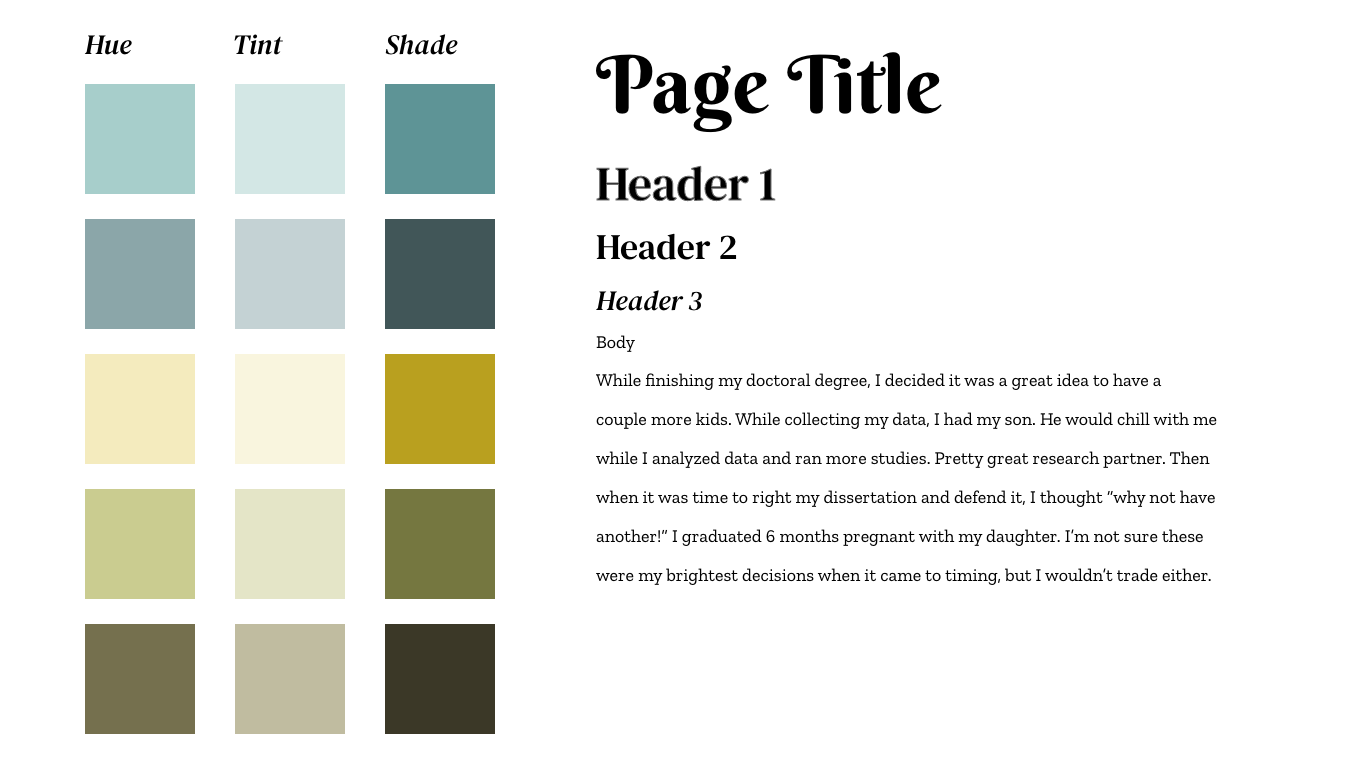 Hue Tint Shade
Page Title
Header 1
Header 2
Header 3
Body
While finishing my doctoral degree, I decided it was a great idea to have a
couple more kids. While collecting my data, I had my son. He would chill with me
while I analyzed data and ran more studies. Pretty great research partner. Then
when it was time to right my dissertation and defend it, I thought “why not have
another!” I graduated 6 months pregnant with my daughter. I’m not sure these
were my brightest decisions when it came to timing, but I wouldn’t trade either.